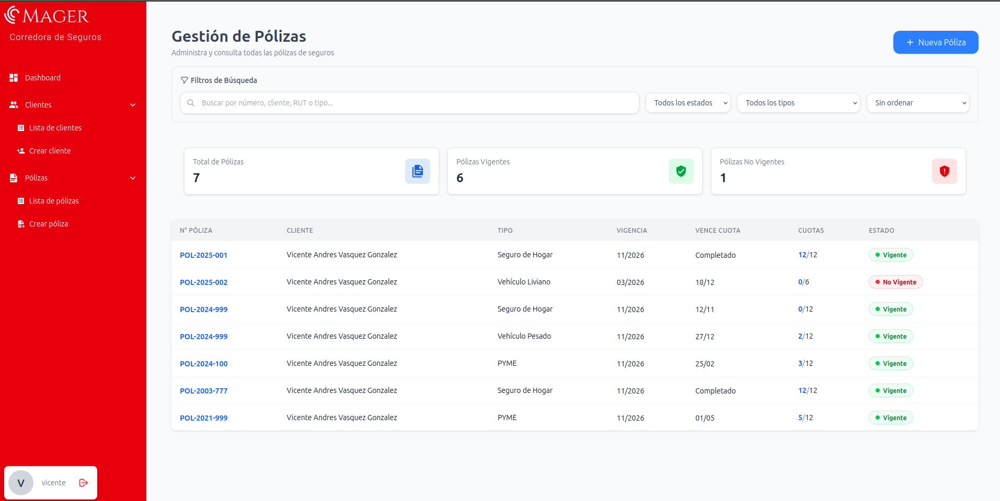 MAGER
Corredora de Seguros
Dashboard
Clientes
Lista de clientes
Crear cliente
Pólizas
Lista de pólizas
Crear póliza
V vicente
Gestión de Pólizas
Administra y consulta todas las pólizas de seguros
+ Nueva Póliza
Filtros de Búsqueda
Buscar por número, cliente, RUT o tipo... Todos los estados Todos los tipos Sin ordenar
Total de Pólizas
7
Pólizas Vigentes
6
Pólizas No Vigentes
1
N° PÓLIZA CLIENTE TIPO VIGENCIA VENCE CUOTA CUOTAS ESTADO
POL-2025-001 Vicente Andres Vasquez Gonzalez Seguro de Hogar 11/2026 Completado 12/12 Vigente
POL-2025-002 Vicente Andres Vasquez Gonzalez Vehículo Liviano 03/2026 18/12 0/6 No Vigente
POL-2024-999 Vicente Andres Vasquez Gonzalez Seguro de Hogar 11/2026 12/11 0/12 Vigente
POL-2024-999 Vicente Andres Vasquez Gonzalez Vehículo Pesado 11/2026 27/12 2/12 Vigente
POL-2024-100 Vicente Andres Vasquez Gonzalez PYME 11/2026 25/02 3/12 Vigente
POL-2003-777 Vicente Andres Vasquez Gonzalez Seguro de Hogar 11/2026 Completado 12/12 Vigente
POL-2021-999 Vicente Andres Vasquez Gonzalez PYME 11/2026 01/05 5/12 Vigente